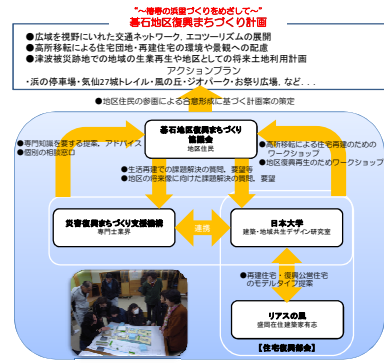 "～椿寿の浜望づくりをめざして～"
碁石地区復興まちづくり計画
●広域を視野にいれた交通ネットワーク、エコツーリズムの展開
●高所移転による住宅団地・再建住宅の環境や景観への配慮
●津波被災跡地での地域の生業再生や地区としての将来土地利用計画
アクションプラン
・浜の停車場・気仙27城トレイル・風の丘・ジオパーク・お祭り広場，など．．．
●地区住民の参画による合意形成に基づく計画案の策定
碁石地区復興まちづくり
協議会
地区住民
●専門知識を要する提案、アドバイス
●個別の相談窓口
●高所移転による住宅再建のための
ワークショップ
●地区復興再生のためワークショップ
●生活再建での課題解決の質問、要望等
●地区の将来像に向けた課題解決の質問、要望
災害復興まちづくり支援機構
専門士業界
連携
日本大学
建築・地域共生デザイン研究室
●再建住宅・復興公営住宅
のモデルタイプ提案
リアスの風
盛岡在住建築家有志
【住宅復興部会】